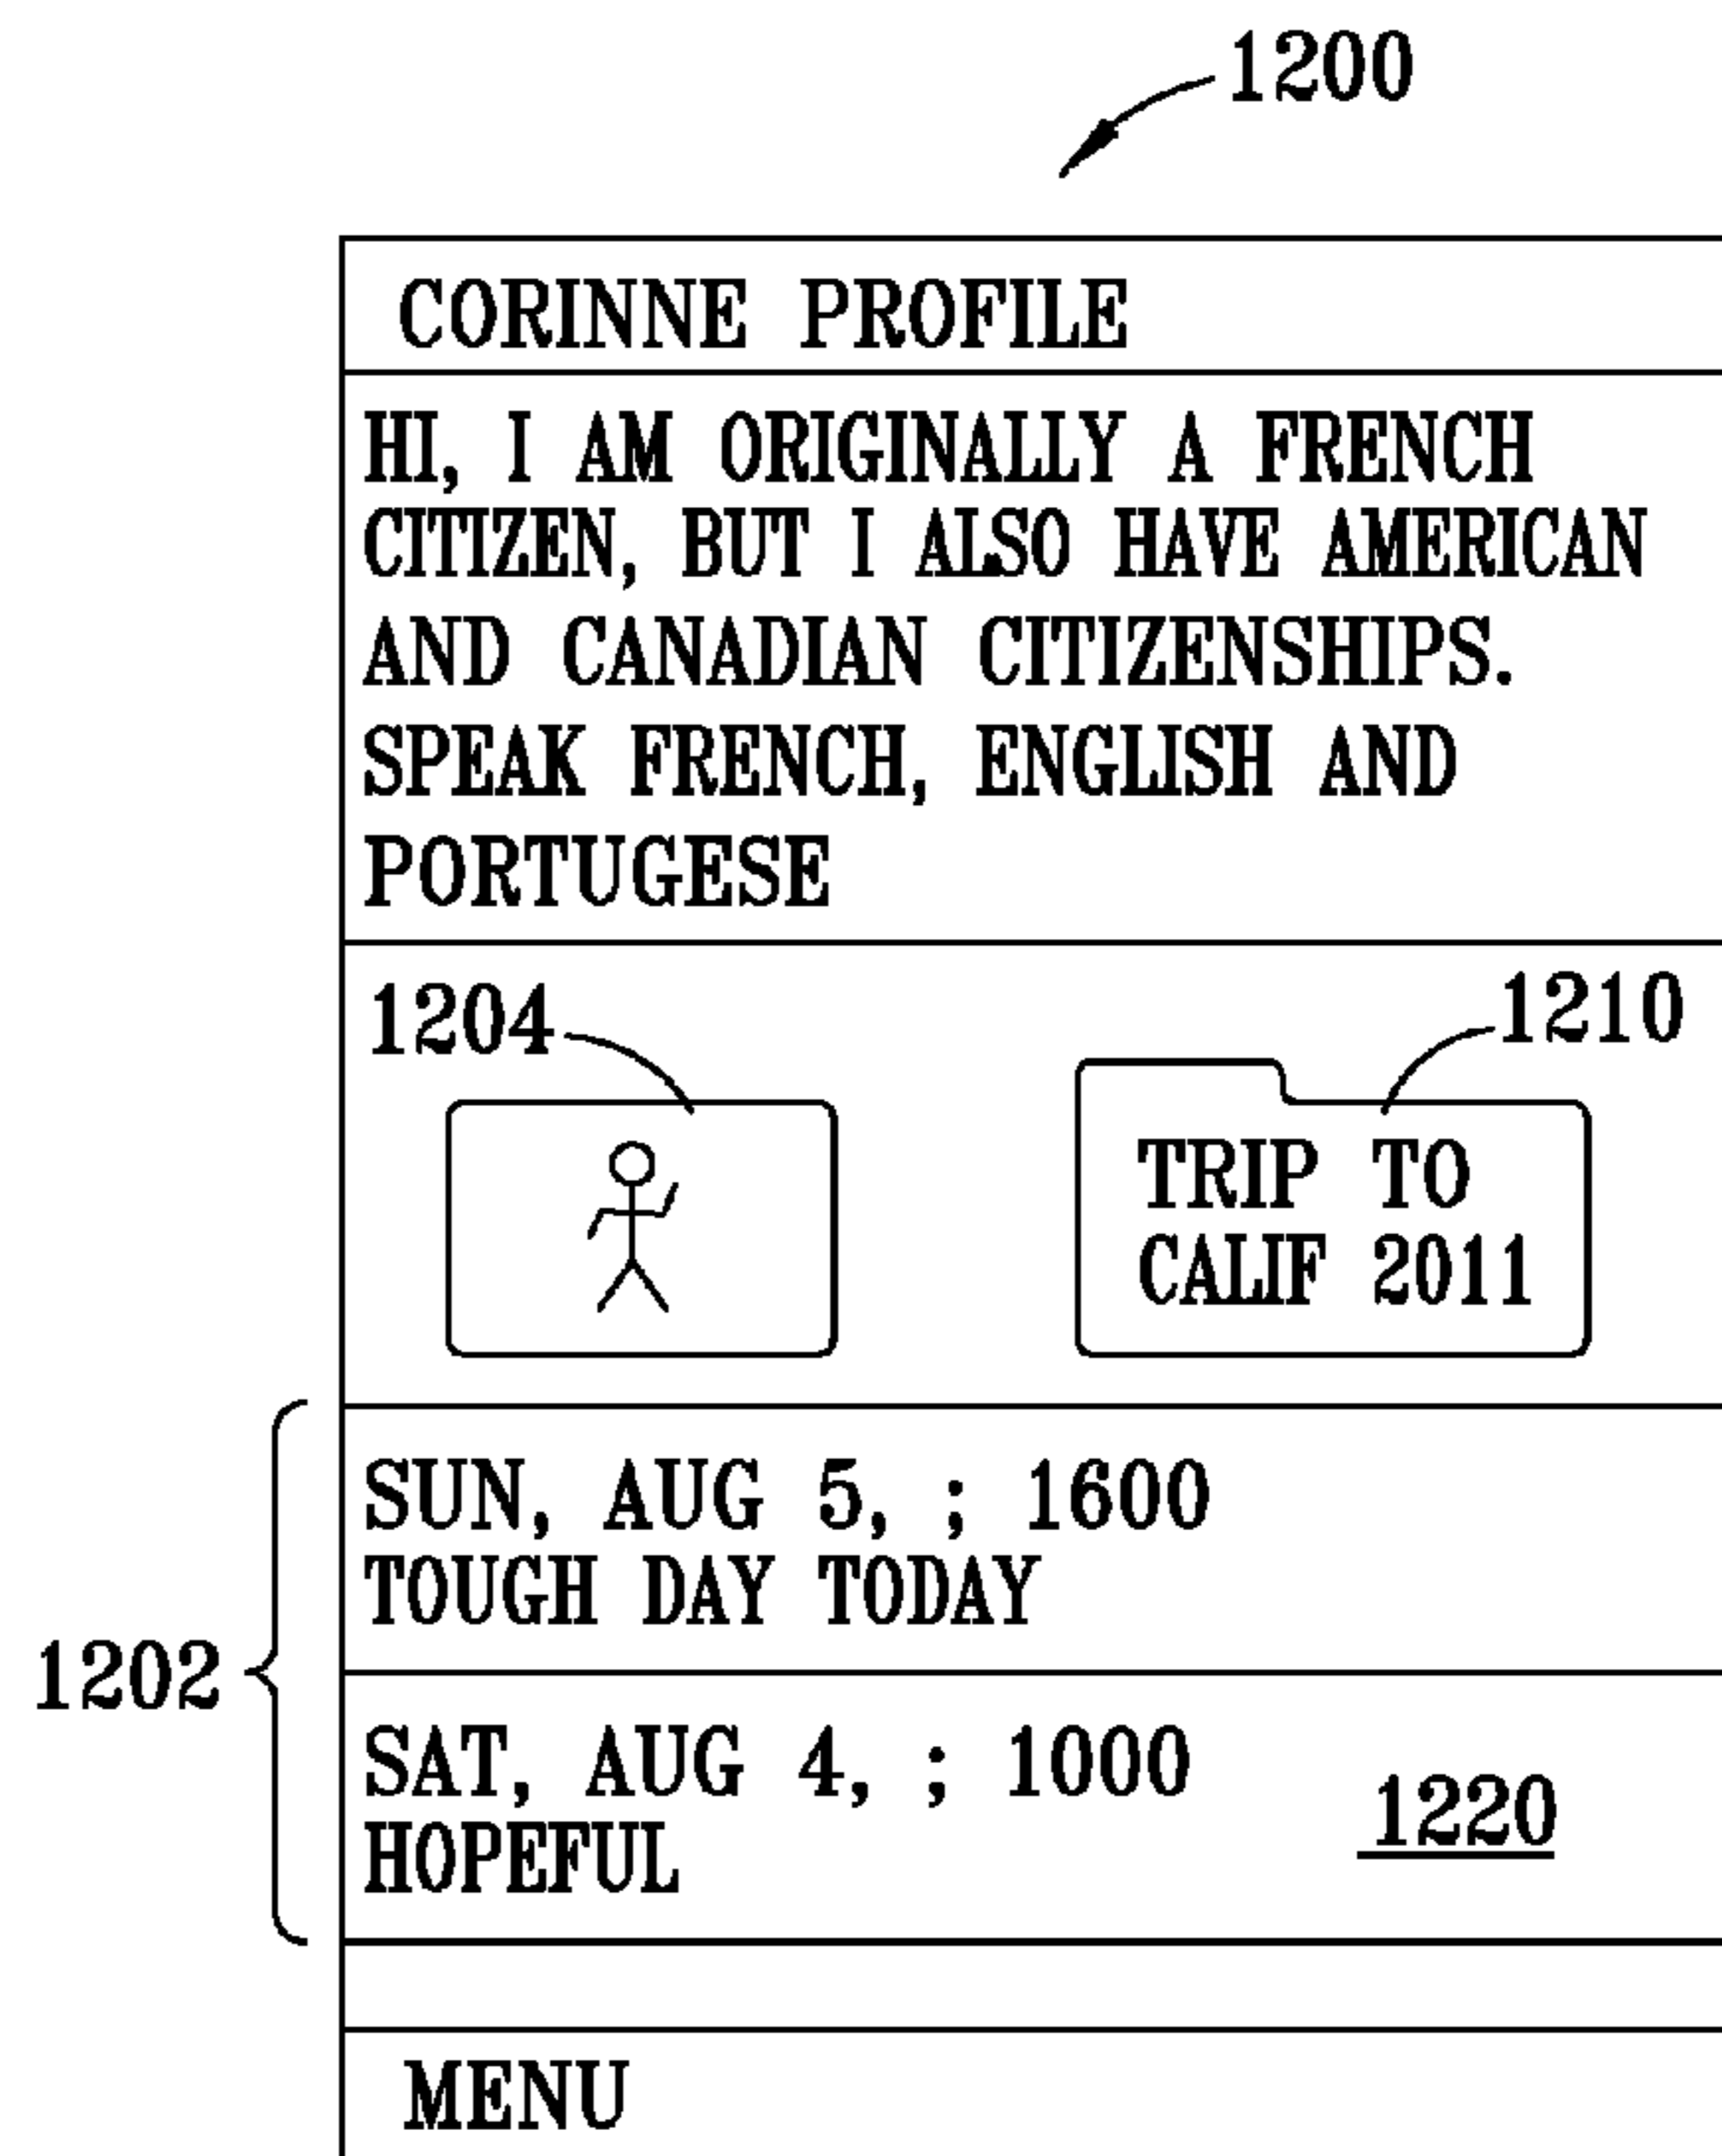 1200
CORINNE PROFILE
HI, I AM ORIGINALLY A FRENCH
CITIZEN, BUT I ALSO HAVE AMERICAN
AND CANADIAN CITIZENSHIPS.
SPEAK FRENCH, ENGLISH AND
PORTUGESE
1204
1210
TRIP TO
CALIF 2011
SUN, AUG 5, ; 1600
TOUGH DAY TODAY
1202
SAT, AUG 4, ; 1000
HOPEFUL
1220
MENU